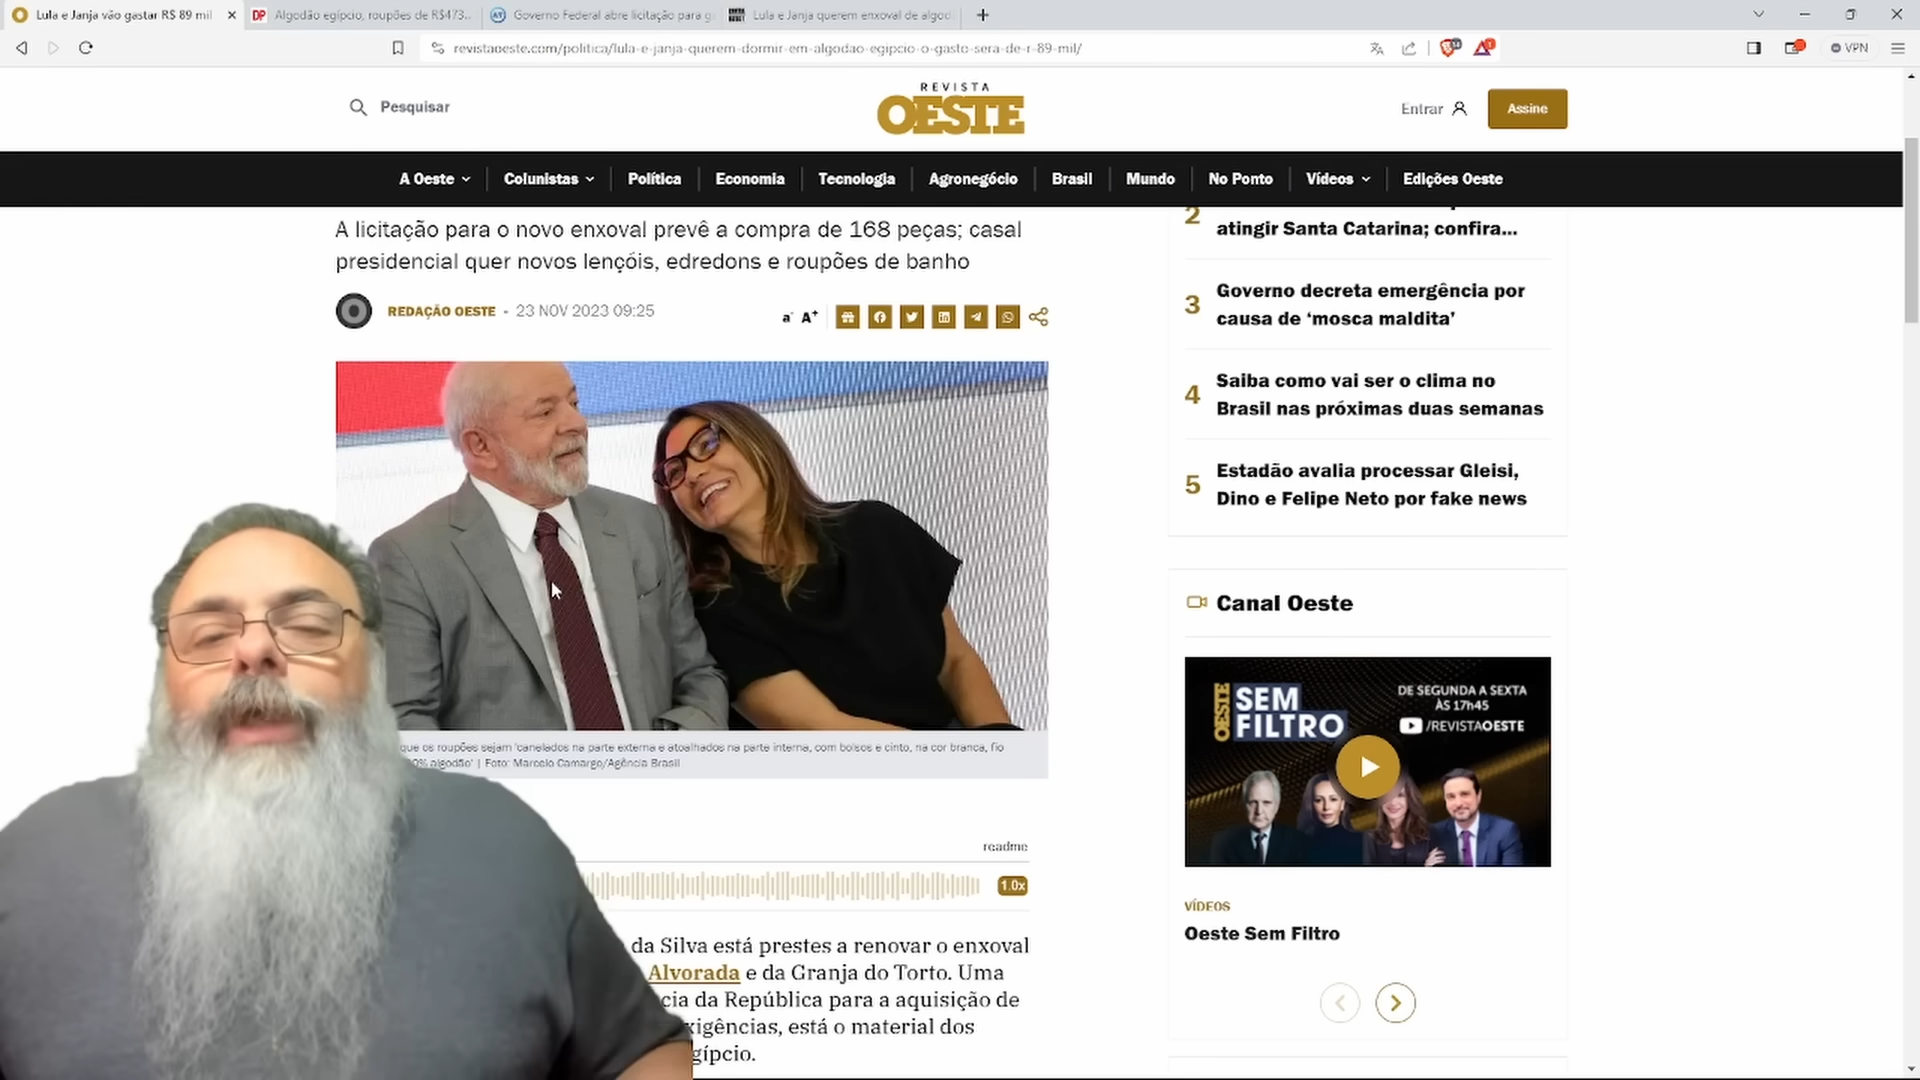 Lula e Janja vão gastar R$ 89 mil
DP Algodão egípcio, roupões de R$473...
Governo Federal abre licitação para g
Lula e Janja querem enxoval de algod
revistaoeste.com/politica/lula-e-janja-querem-dormir-em-algodao-egipcio-o-gasto-sera-de-r-89-mil/
VPN
Pesquisar
REVISTA
OESTE
Entrar
Assine
A Oeste
Colunistas
Política
Economia
Tecnologia
Agronegócio
Brasil
Mundo
No Ponto
Vídeos
Edições Oeste
A licitação para o novo enxoval prevê a compra de 168 peças; casal
presidencial quer novos lençóis, edredons e roupões de banho
REDAÇÃO OESTE - 23 NOV 2023 09:25
a- A+
que os roupões sejam 'canelados na parte externa e atoalhados na parte interna, com bolsos e cinto, na cor branca, fio
0% algodão' | Foto: Marcelo Camargo/Agência Brasil
readme
1.0x
da Silva está prestes a renovar o enxoval
Alvorada e da Granja do Torto. Uma
cia da República para a aquisição de
xigências, está o material dos
gípcio.
2
atingir Santa Catarina; confira...
3 Governo decreta emergência por
causa de ‘mosca maldita’
4 Saiba como vai ser o clima no
Brasil nas próximas duas semanas
5 Estadão avalia processar Gleisi,
Dino e Felipe Neto por fake news
Canal Oeste
OESTE
SEM
FILTRO
DE SEGUNDA A SEXTA
ÀS 17h45
/REVISTAOESTE
VÍDEOS
Oeste Sem Filtro